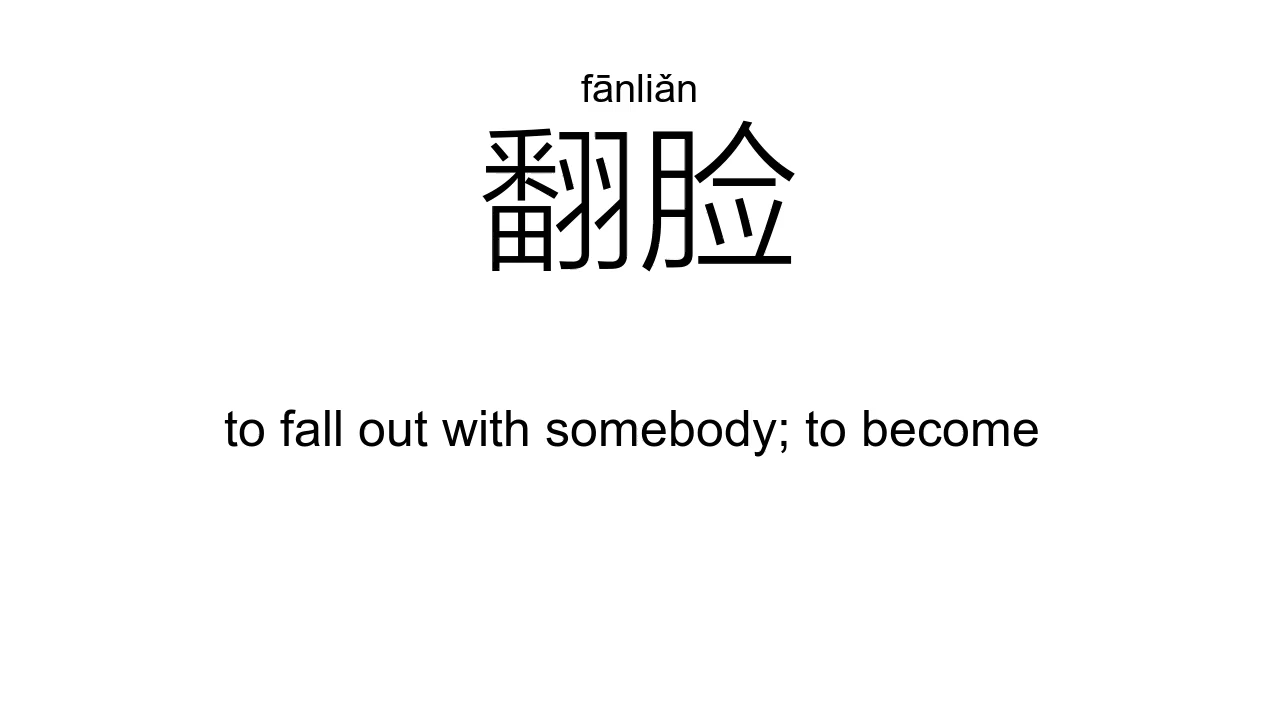 fānliǎn
翻脸
to fall out with somebody; to become